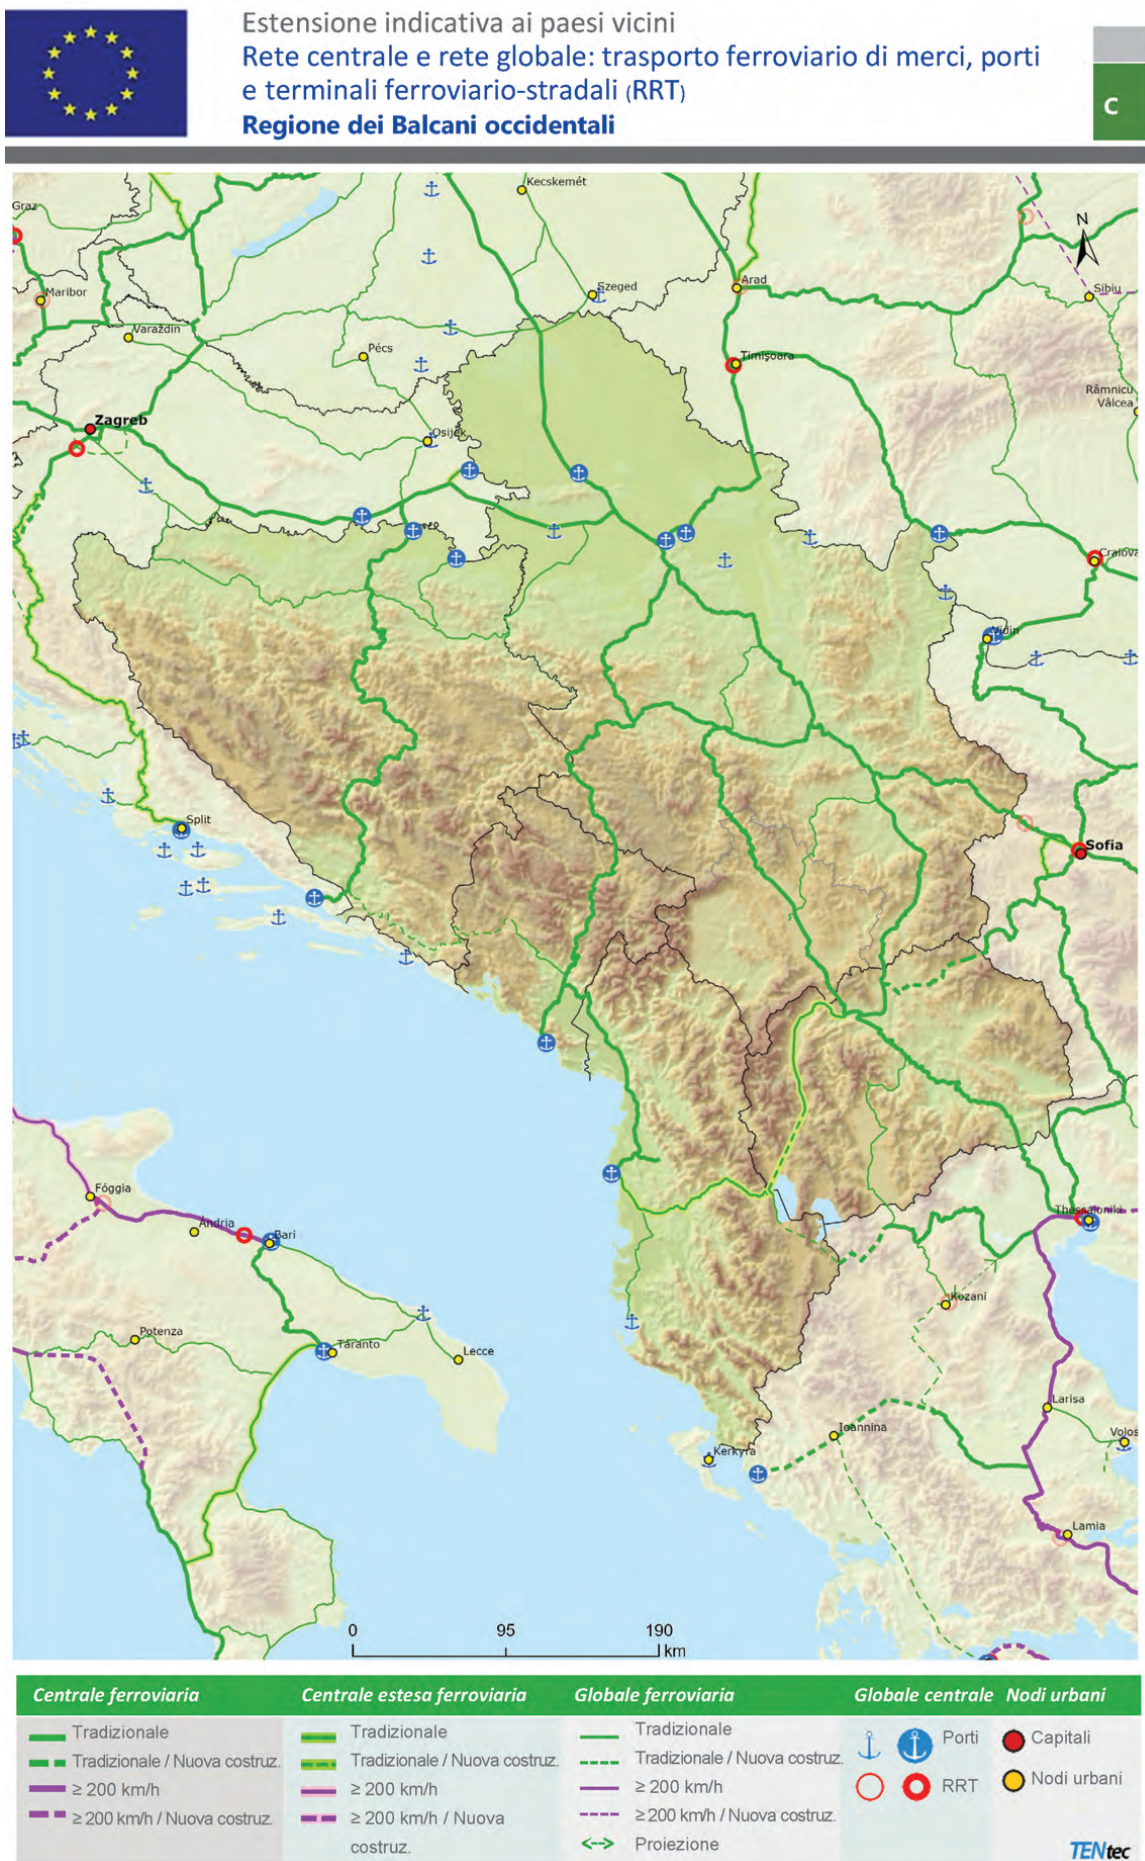 Estensione indicativa ai paesi vicini
Rete centrale e rete globale: trasporto ferroviario di merci, porti
e terminali ferroviario-stradali (RRT)
Regione dei Balcani occidentali
C
Kecskemét
Graz
N
Maribor
Szeged
Arad
Sibiu
Varaždin
Pécs
Timişoara
Râmnicu
Vâlcea
Zagreb
Osijek
Craiova
Vidin
Split
Sofia
Fóggia
Ándria
Bari
Thessaloniki
Kozani
Potenza
Táranto
Lecce
Larisa
Ioannina
Volos
Kerkyra
Lamia
0 95 190
km
Centrale ferroviaria
Tradizionale
Tradizionale / Nuova costruz.
≥ 200 km/h
≥ 200 km/h / Nuova costruz.
Centrale estesa ferroviaria
Tradizionale
Tradizionale / Nuova costruz.
≥ 200 km/h
≥ 200 km/h / Nuova
costruz.
Globale ferroviaria
Tradizionale
Tradizionale / Nuova costruz.
≥ 200 km/h
≥ 200 km/h / Nuova costruz.
Proiezione
Globale centrale
Porti
RRT
Nodi urbani
Capitali
Nodi urbani
TENtec